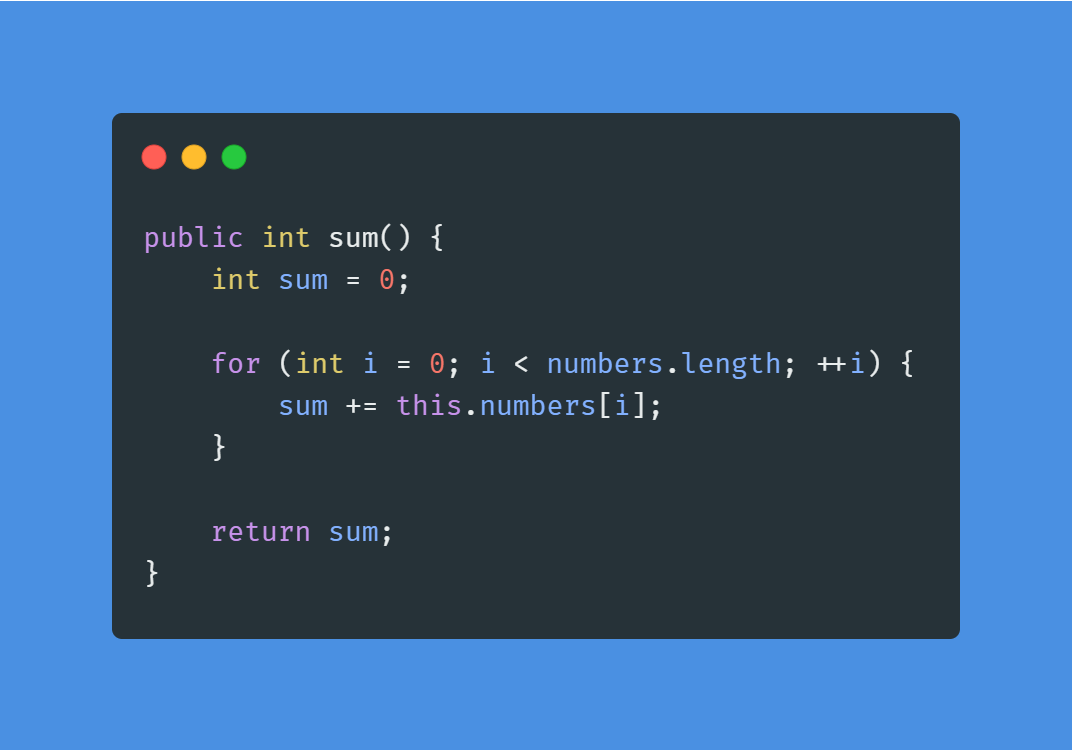 public int sum() {
    int sum = 0;

    for (int i = 0; i < numbers.length; ++i) {
        sum += this.numbers[i];
    }

    return sum;
}